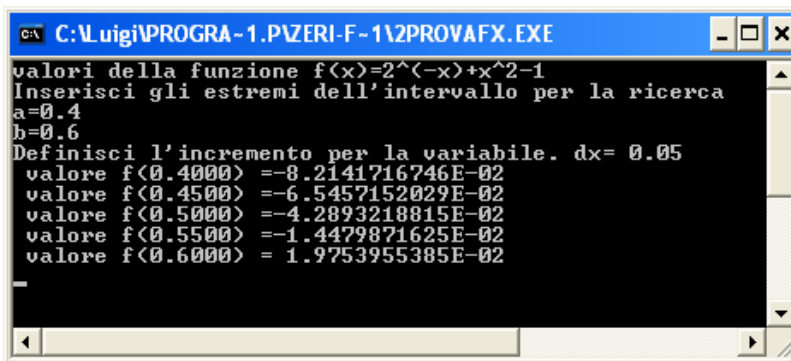 C:\Luigi\PROGRA~1.P\ZERI-F~1\2PROVAFX.EXE
valori della funzione f(x)=2^(-x)+x^2-1
Inserisci gli estremi dell'intervallo per la ricerca
a=0.4
b=0.6
Definisci l'incremento per la variabile. dx= 0.05
valore f(0.4000) =-8.2141716746E-02
valore f(0.4500) =-6.5457152029E-02
valore f(0.5000) =-4.2893218815E-02
valore f(0.5500) =-1.4479871625E-02
valore f(0.6000) = 1.9753955385E-02